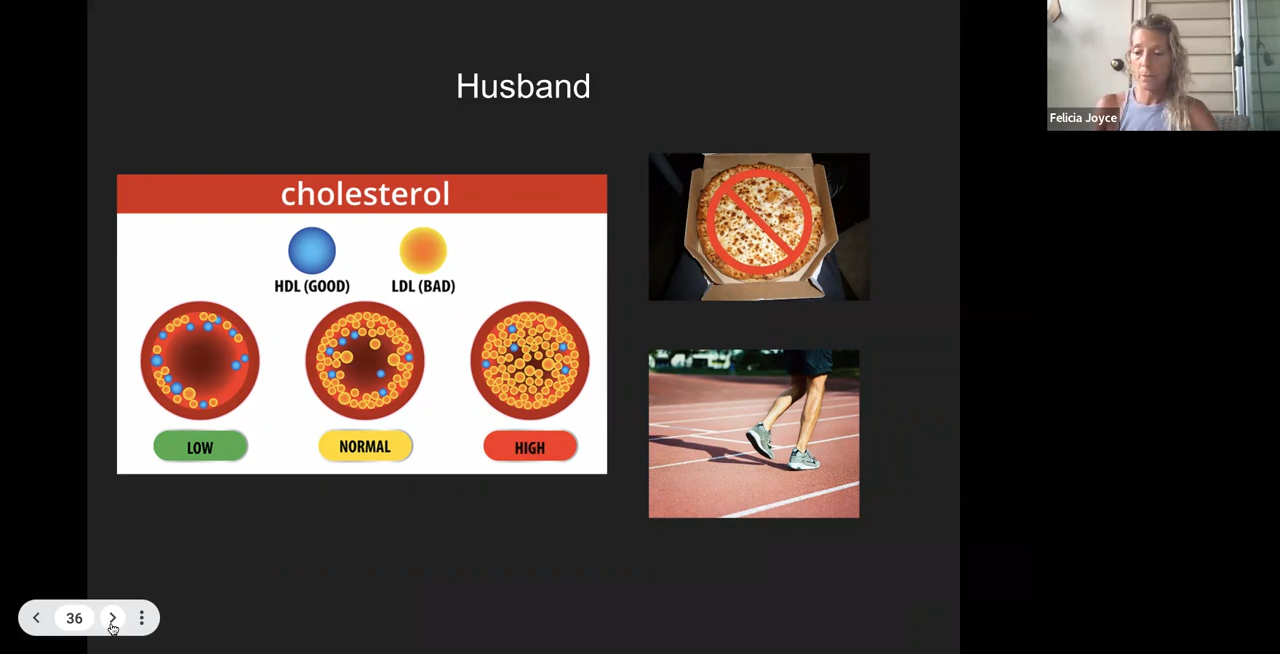 Husband
cholesterol
HDL (GOOD)
LDL (BAD)
LOW
NORMAL
HIGH
Felicia Joyce
36